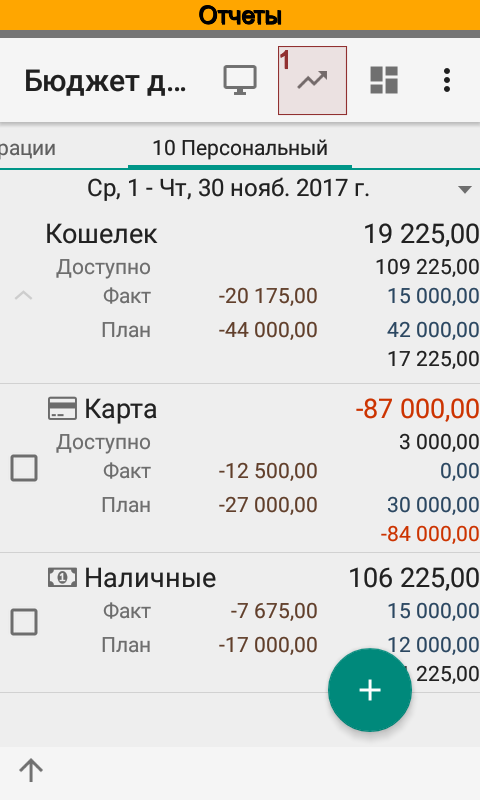 Отчеты
Бюджет д...
1
рации
10 Персональный
Ср, 1 - Чт, 30 нояб. 2017 г.
Кошелек 19 225,00
Доступно 109 225,00
Факт -20 175,00 15 000,00
План -44 000,00 42 000,00
17 225,00
Карта -87 000,00
Доступно 3 000,00
Факт -12 500,00 0,00
План -27 000,00 30 000,00
-84 000,00
Наличные 106 225,00
Факт -7 675,00 15 000,00
План -17 000,00 12 000,00
225,00